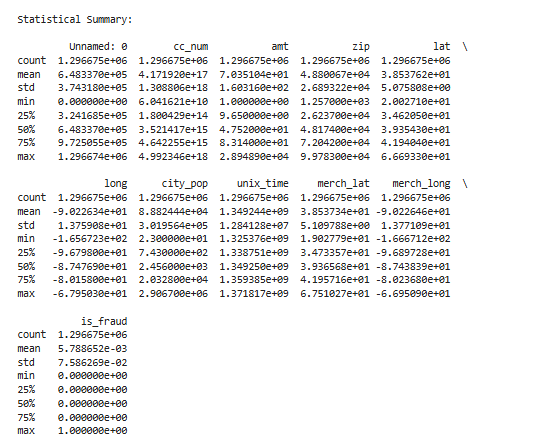 Statistical Summary:
Unnamed: 0 cc_num amt zip lat \
count 1.296675e+06 1.296675e+06 1.296675e+06 1.296675e+06 1.296675e+06
mean 6.483370e+05 4.171920e+17 7.035104e+01 4.880067e+04 3.853762e+01
std 3.743180e+05 1.308806e+18 1.603160e+02 2.689322e+04 5.075808e+00
min 0.000000e+00 6.041621e+10 1.000000e+00 1.257000e+03 2.002710e+01
25% 3.241685e+05 1.800429e+14 9.650000e+00 2.623700e+04 3.462050e+01
50% 6.483370e+05 3.521417e+15 4.752000e+01 4.817400e+04 3.935430e+01
75% 9.725055e+05 4.642255e+15 8.314000e+01 7.204200e+04 4.194040e+01
max 1.296674e+06 4.992346e+18 2.894890e+04 9.978300e+04 6.669330e+01
long city_pop unix_time merch_lat merch_long \
count 1.296675e+06 1.296675e+06 1.296675e+06 1.296675e+06 1.296675e+06
mean -9.022634e+01 8.882444e+04 1.349244e+09 3.853734e+01 -9.022646e+01
std 1.375908e+01 3.019564e+05 1.284128e+07 5.109788e+00 1.377109e+01
min -1.656723e+02 2.300000e+01 1.325376e+09 1.902779e+01 -1.666712e+02
25% -9.679800e+01 7.430000e+02 1.338751e+09 3.473357e+01 -9.689728e+01
50% -8.747690e+01 2.456000e+03 1.349250e+09 3.936568e+01 -8.743839e+01
75% -8.015800e+01 2.032800e+04 1.359385e+09 4.195716e+01 -8.023680e+01
max -6.795030e+01 2.906700e+06 1.371817e+09 6.751027e+01 -6.695090e+01
is_fraud
count 1.296675e+06
mean 5.788652e-03
std 7.586269e-02
min 0.000000e+00
25% 0.000000e+00
50% 0.000000e+00
75% 0.000000e+00
max 1.000000e+00